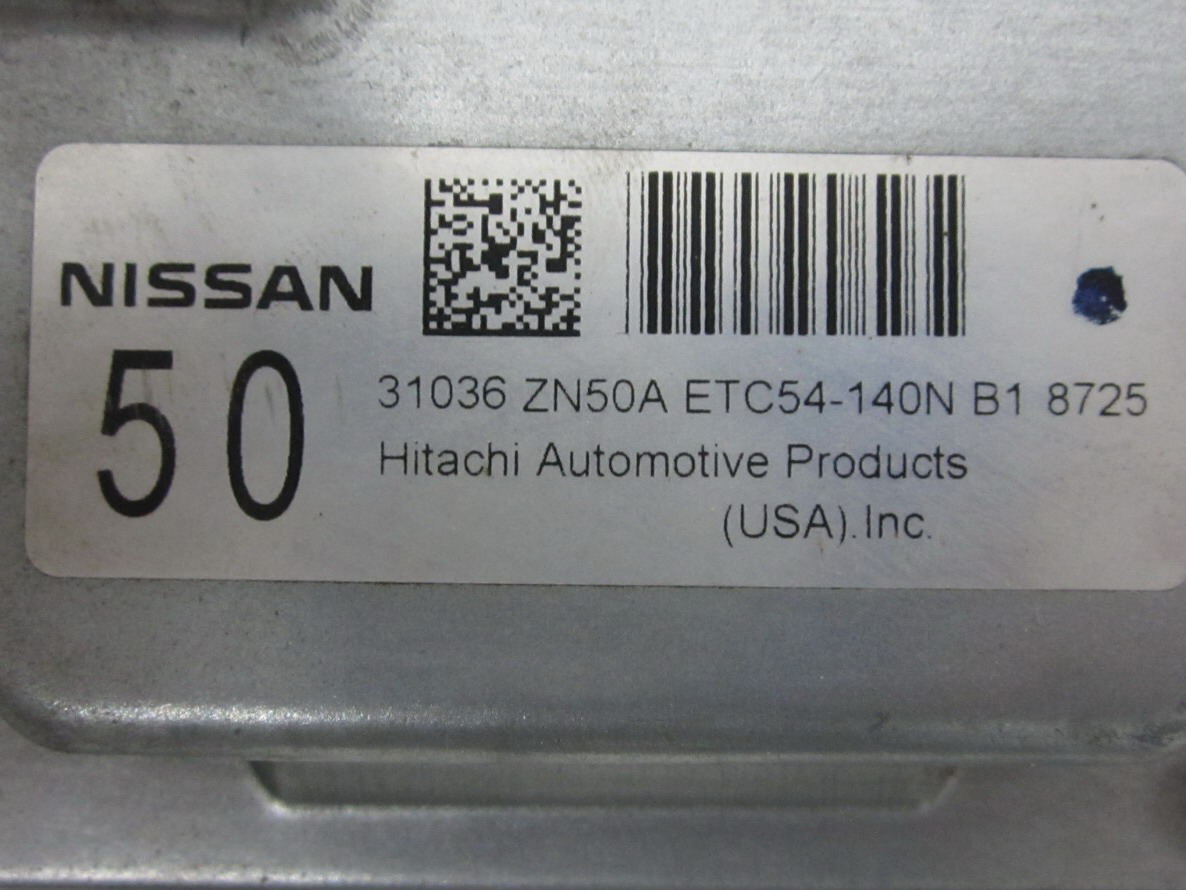 NISSAN
50
31036 ZN50A ETC54-140N B1 8725
Hitachi Automotive Products
(USA).Inc.